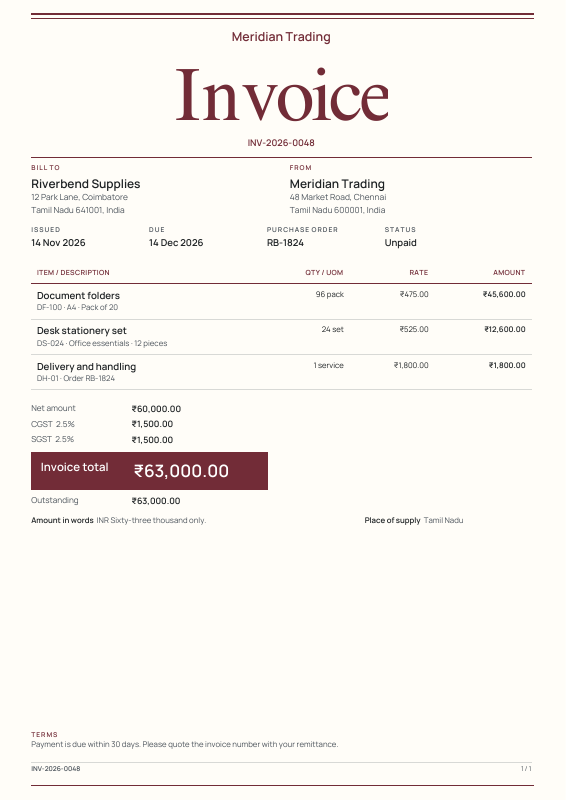 Meridian Trading
Invoice
INV-2026-0048
BILL TO
Riverbend Supplies
12 Park Lane, Coimbatore
Tamil Nadu 641001, India
FROM
Meridian Trading
48 Market Road, Chennai
Tamil Nadu 600001, India
ISSUED DUE PURCHASE ORDER STATUS
14 Nov 2026 14 Dec 2026 RB-1824 Unpaid
ITEM / DESCRIPTION QTY / UOM RATE AMOUNT
Document folders 96 pack ₹475.00 ₹45,600.00
DF-100 · A4 · Pack of 20
Desk stationery set 24 set ₹525.00 ₹12,600.00
DS-024 · Office essentials · 12 pieces
Delivery and handling 1 service ₹1,800.00 ₹1,800.00
DH-01 · Order RB-1824
Net amount ₹60,000.00
CGST 2.5% ₹1,500.00
SGST 2.5% ₹1,500.00
Invoice total ₹63,000.00
Outstanding ₹63,000.00
Amount in words INR Sixty-three thousand only. Place of supply Tamil Nadu
TERMS
Payment is due within 30 days. Please quote the invoice number with your remittance.
INV-2026-0048 1 / 1